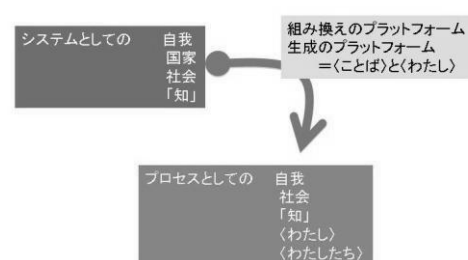 システムとしての 自我
国家
社会
「知」
組み換えのプラットフォーム
生成のプラットフォーム
＝〈ことば〉と〈わたし〉
プロセスとしての 自我
社会
「知」
〈わたし〉
〈わたしたち〉